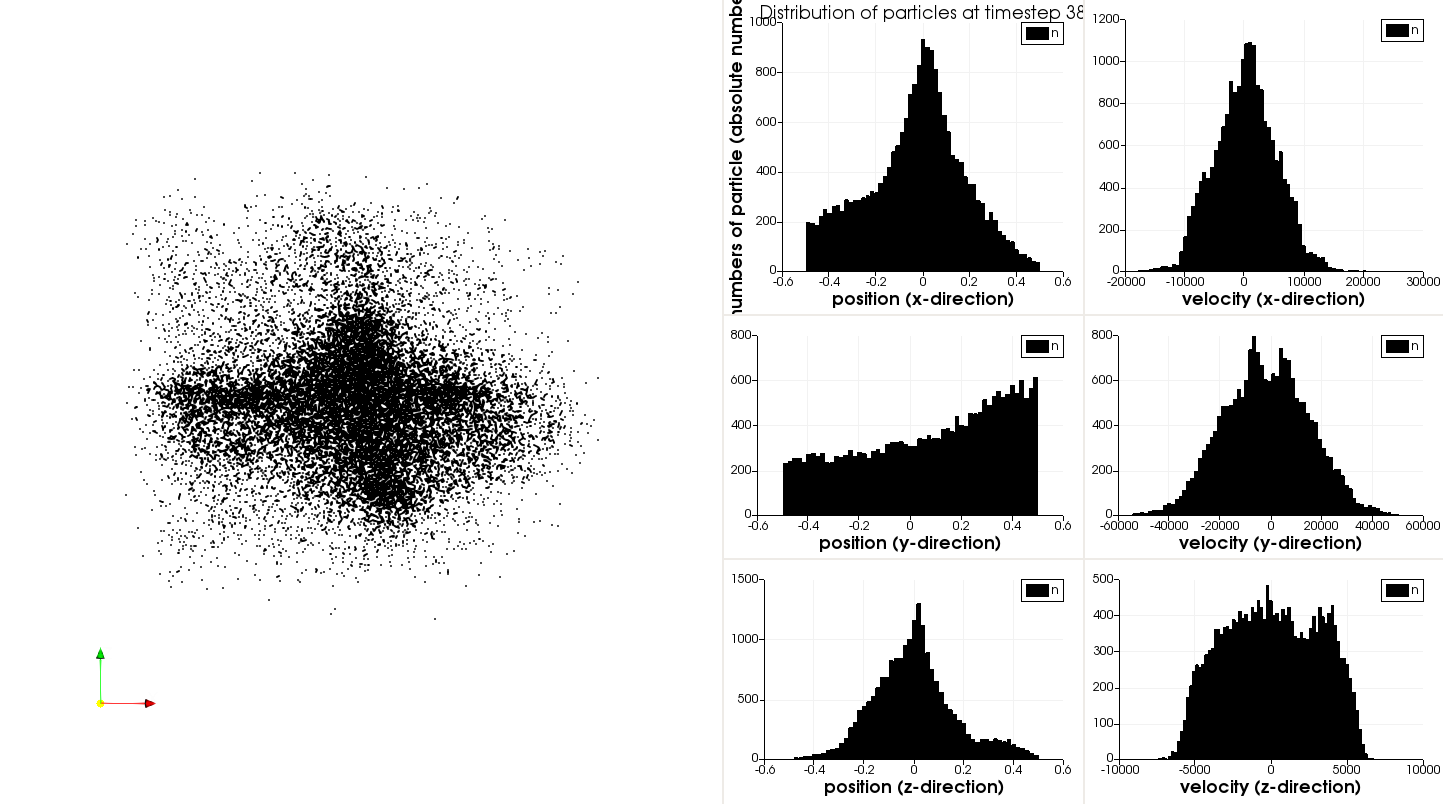 Distribution of particles at timestep 38
numbers of particle (absolute numbe
1000
800
600
400
200
0
-0.6 -0.4 -0.2 0 0.2 0.4 0.6
position (x-direction)
n
1200
1000
800
600
400
200
0
-20000 -10000 0 10000 20000 30000
velocity (x-direction)
n
800
600
400
200
0
-0.6 -0.4 -0.2 0 0.2 0.4 0.6
position (y-direction)
n
800
600
400
200
0
-60000 -40000 -20000 0 20000 40000 60000
velocity (y-direction)
n
1500
1000
500
0
-0.6 -0.4 -0.2 0 0.2 0.4 0.6
position (z-direction)
n
500
400
300
200
100
0
-10000 -5000 0 5000 10000
velocity (z-direction)
n